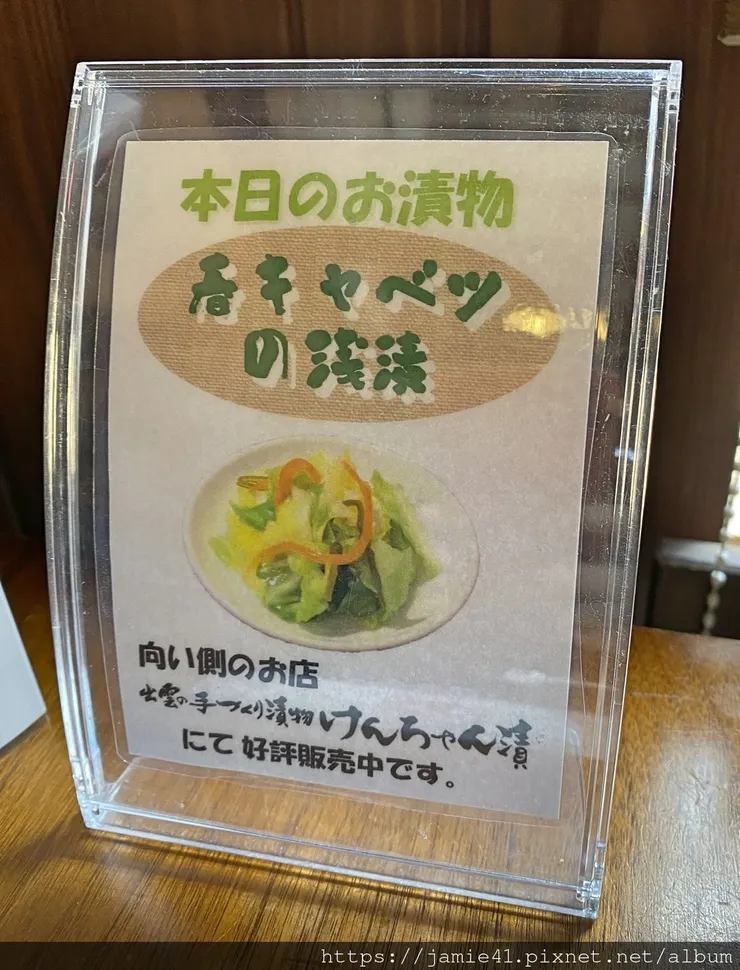 本日のお漬物
春キャベツ
の浅漬
向い側のお店
出雲の手づくり漬物けんちゃん漬
にて好評販売中です。
https://jamie41.pixnet.net/album